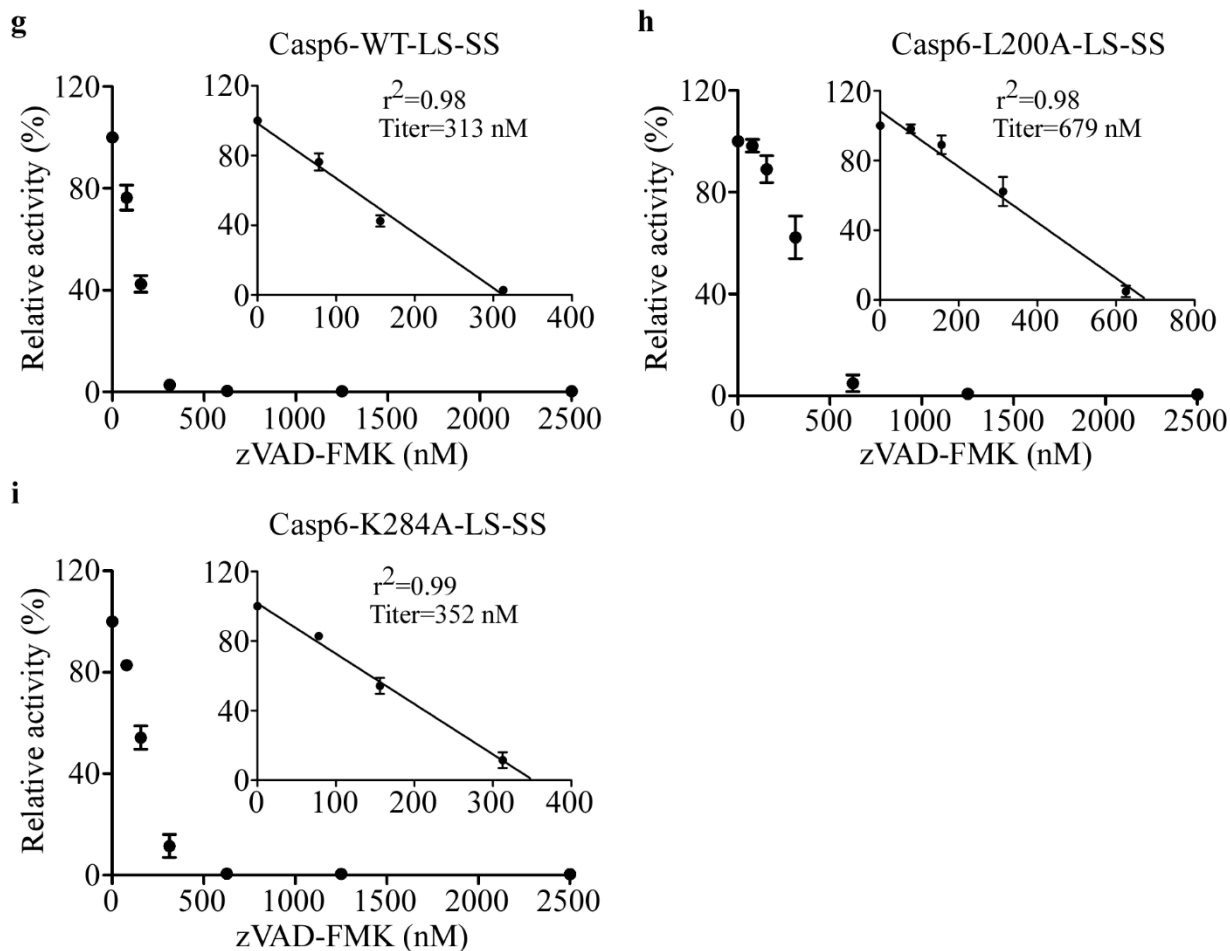 g
Casp6-WT-LS-SS
120
80
40
0
Relative activity (%)
120
80
40
0
r²=0.98
Titer=313 nM
0 100 200 300 400
0 500 1000 1500 2000 2500
zVAD-FMK (nM)
h
Casp6-L200A-LS-SS
120
80
40
0
Relative activity (%)
120
80
40
0
r²=0.98
Titer=679 nM
0 200 400 600 800
0 500 1000 1500 2000 2500
zVAD-FMK (nM)
i
Casp6-K284A-LS-SS
120
80
40
0
Relative activity (%)
120
80
40
0
r²=0.99
Titer=352 nM
0 100 200 300 400
0 500 1000 1500 2000 2500
zVAD-FMK (nM)